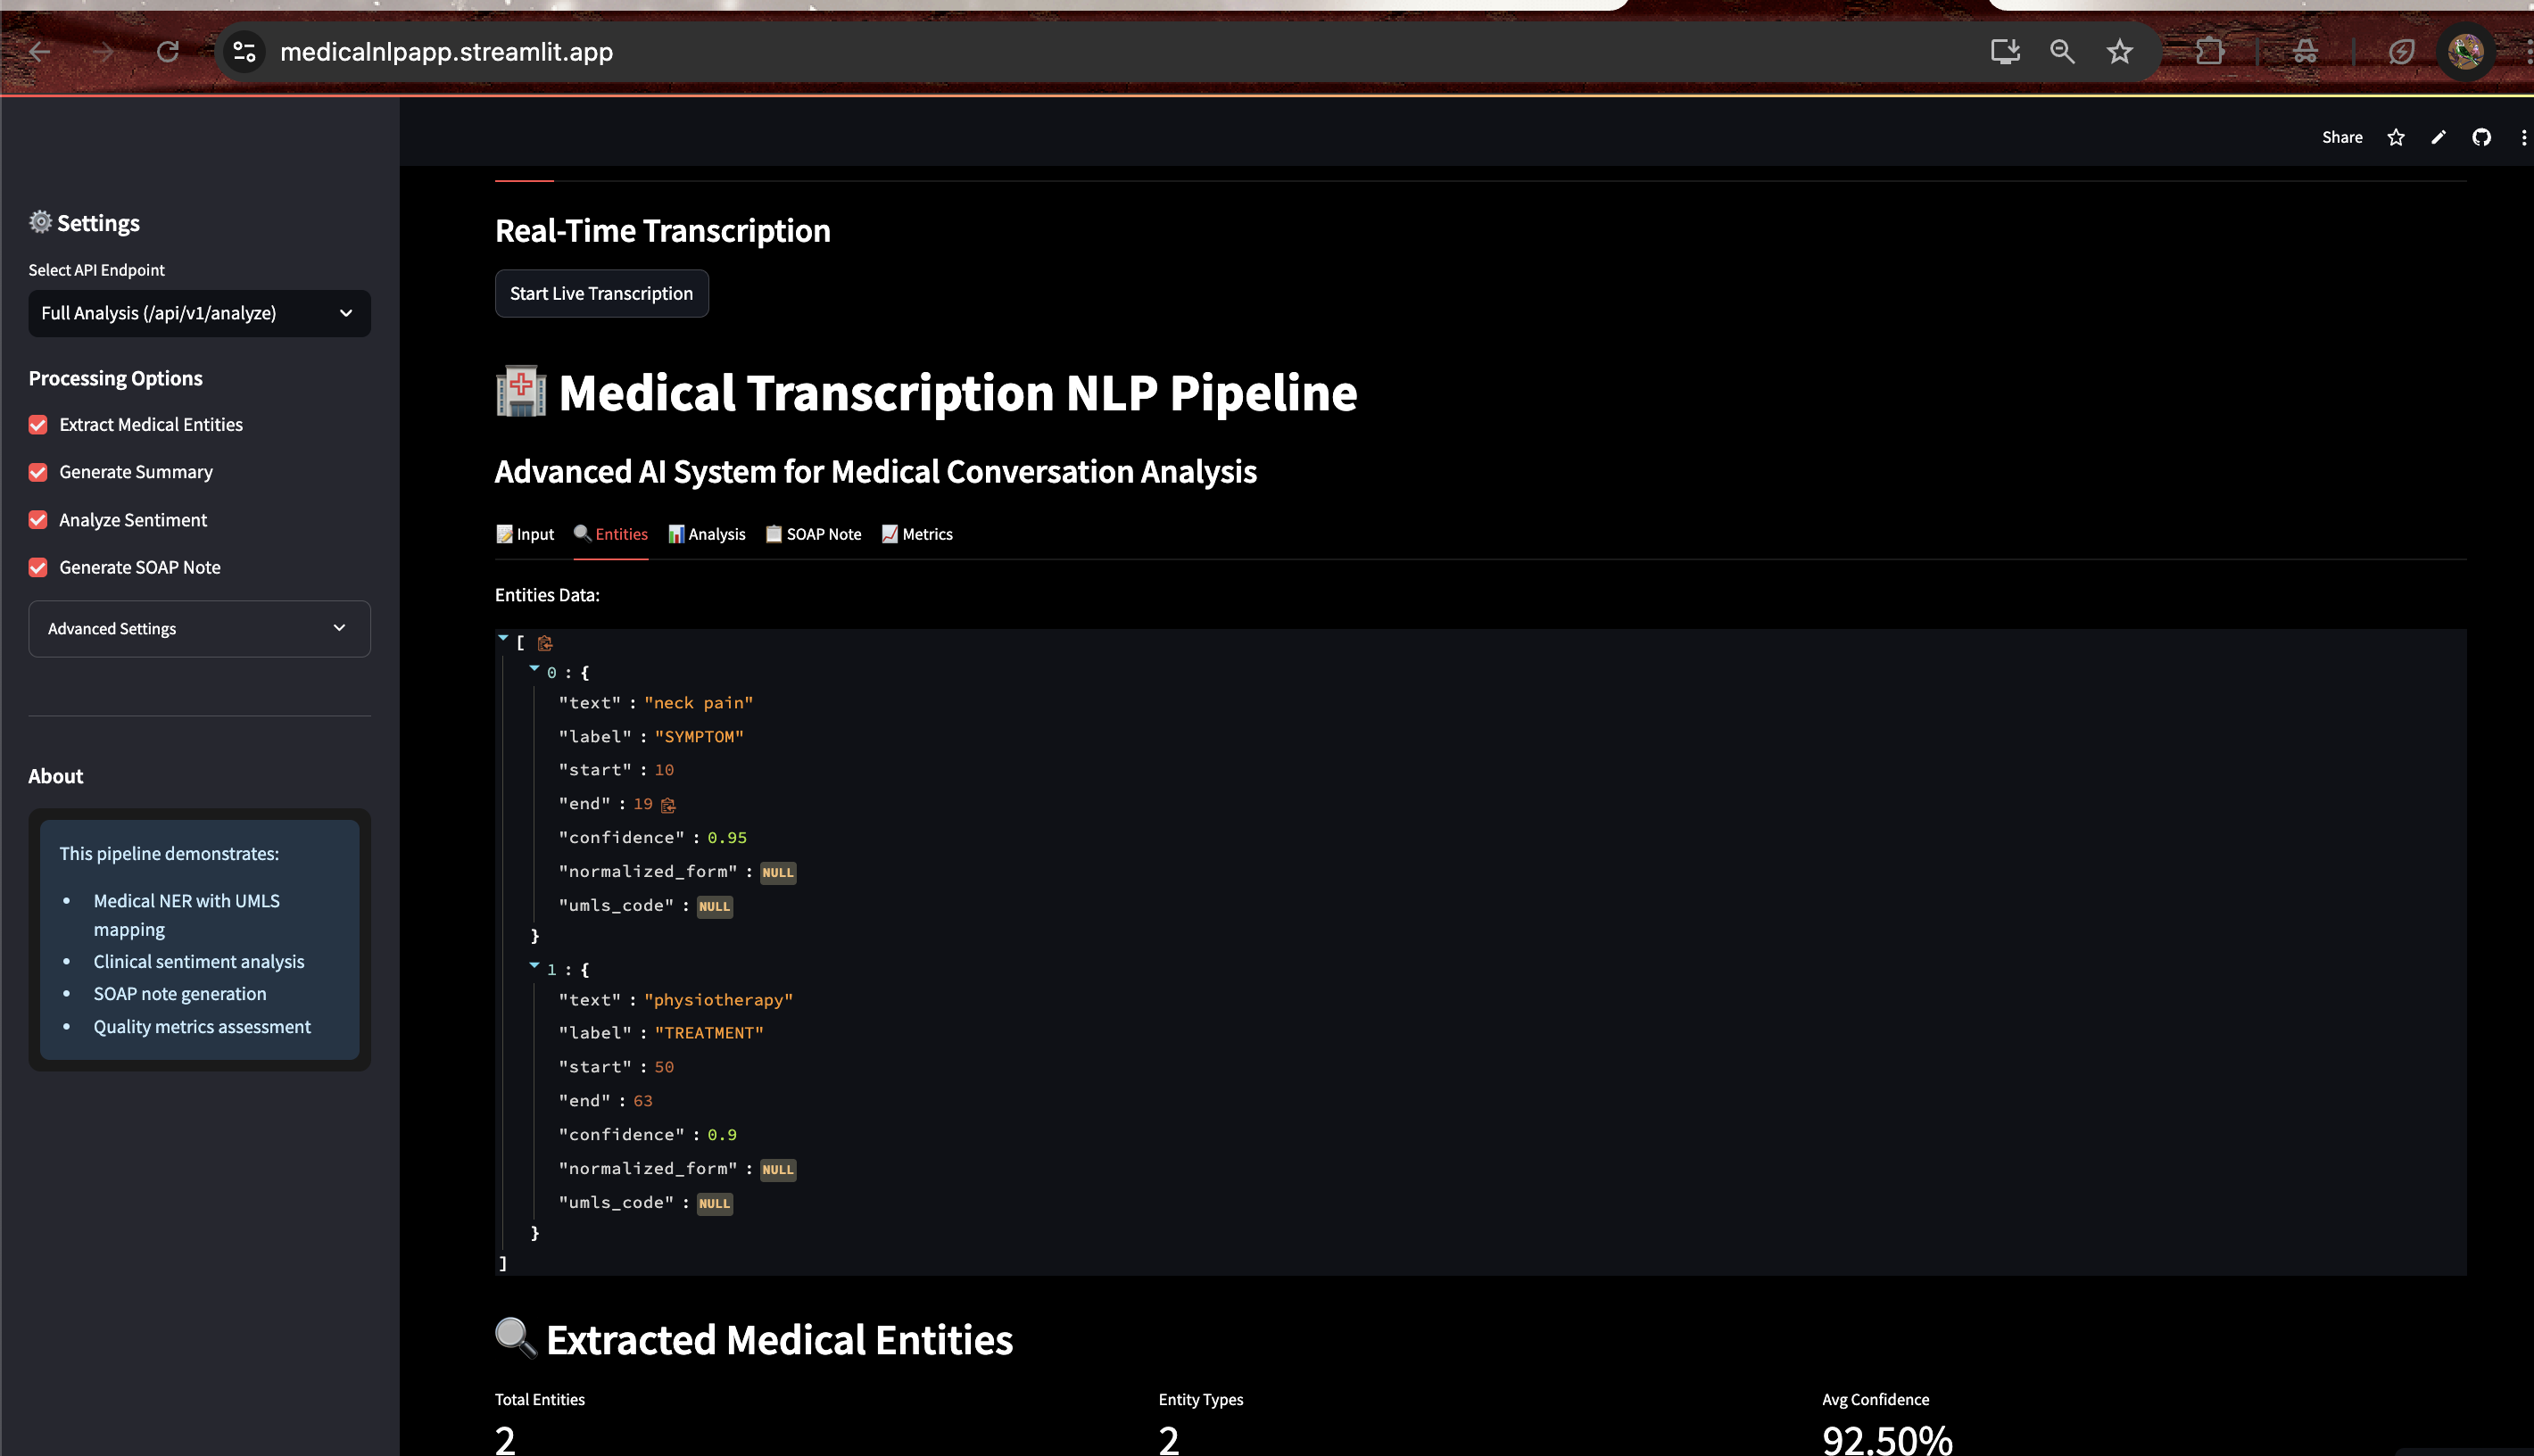 medicalnlpapp.streamlit.app
Share
Settings
Select API Endpoint
Full Analysis (/api/v1/analyze)
Processing Options
Extract Medical Entities
Generate Summary
Analyze Sentiment
Generate SOAP Note
Advanced Settings
About
This pipeline demonstrates:
• Medical NER with UMLS
mapping
• Clinical sentiment analysis
• SOAP note generation
• Quality metrics assessment
Real-Time Transcription
Start Live Transcription
Medical Transcription NLP Pipeline
Advanced AI System for Medical Conversation Analysis
Input Entities Analysis SOAP Note Metrics
Entities Data:
[
0 : {
"text" : "neck pain"
"label" : "SYMPTOM"
"start" : 10
"end" : 19
"confidence" : 0.95
"normalized_form" : NULL
"umls_code" : NULL
}
1 : {
"text" : "physiotherapy"
"label" : "TREATMENT"
"start" : 50
"end" : 63
"confidence" : 0.9
"normalized_form" : NULL
"umls_code" : NULL
}
]
Extracted Medical Entities
Total Entities Entity Types Avg Confidence
2 2 92.50%